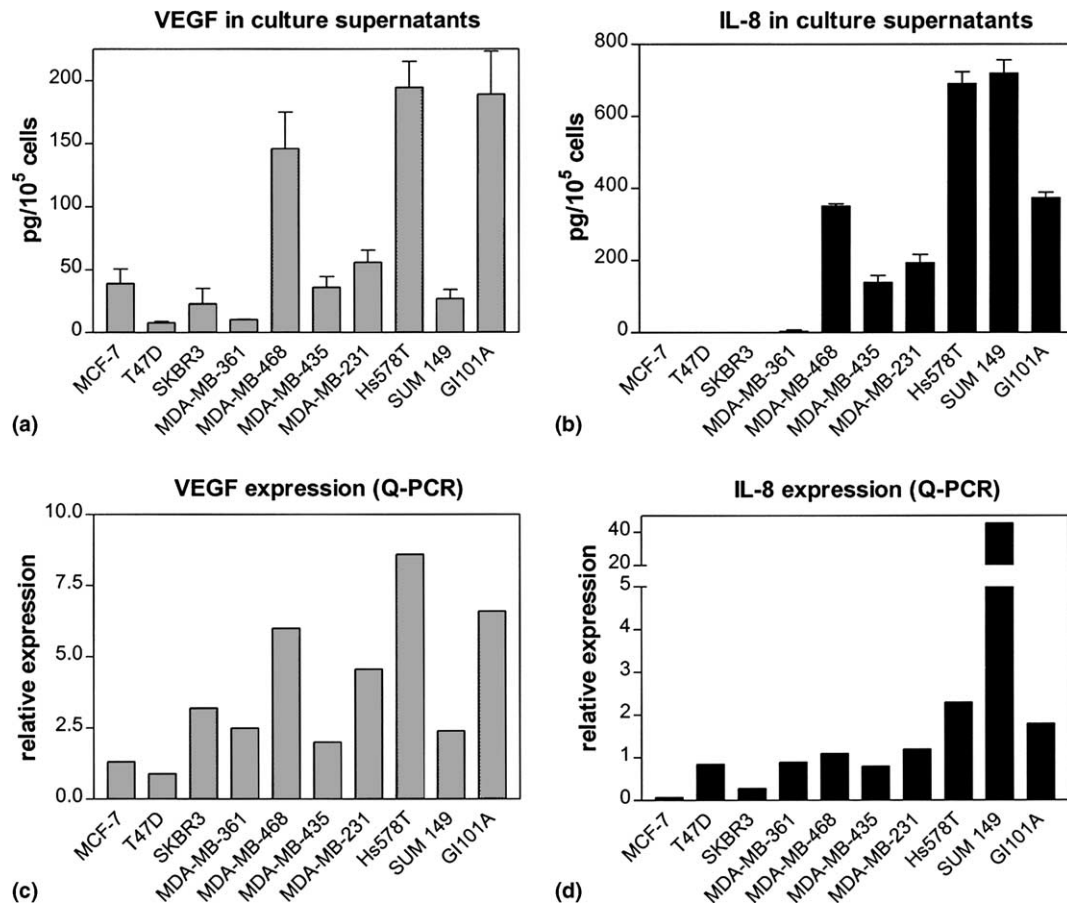 VEGF in culture supernatants
pg/10⁵ cells
200
150
100
50
0
MCF-7
T47D
SKBR3
MDA-MB-361
MDA-MB-468
MDA-MB-435
MDA-MB-231
Hs578T
SUM 149
GI101A
(a)
IL-8 in culture supernatants
pg/10⁵ cells
800
600
400
200
0
MCF-7
T47D
SKBR3
MDA-MB-361
MDA-MB-468
MDA-MB-435
MDA-MB-231
Hs578T
SUM 149
GI101A
(b)
VEGF expression (Q-PCR)
relative expression
10.0
7.5
5.0
2.5
0.0
MCF-7
T47D
SKBR3
MDA-MB-361
MDA-MB-468
MDA-MB-435
MDA-MB-231
Hs578T
SUM 149
GI101A
(c)
IL-8 expression (Q-PCR)
relative expression
40
20
5
4
3
2
1
0
MCF-7
T47D
SKBR3
MDA-MB-361
MDA-MB-468
MDA-MB-435
MDA-MB-231
Hs578T
SUM 149
GI101A
(d)